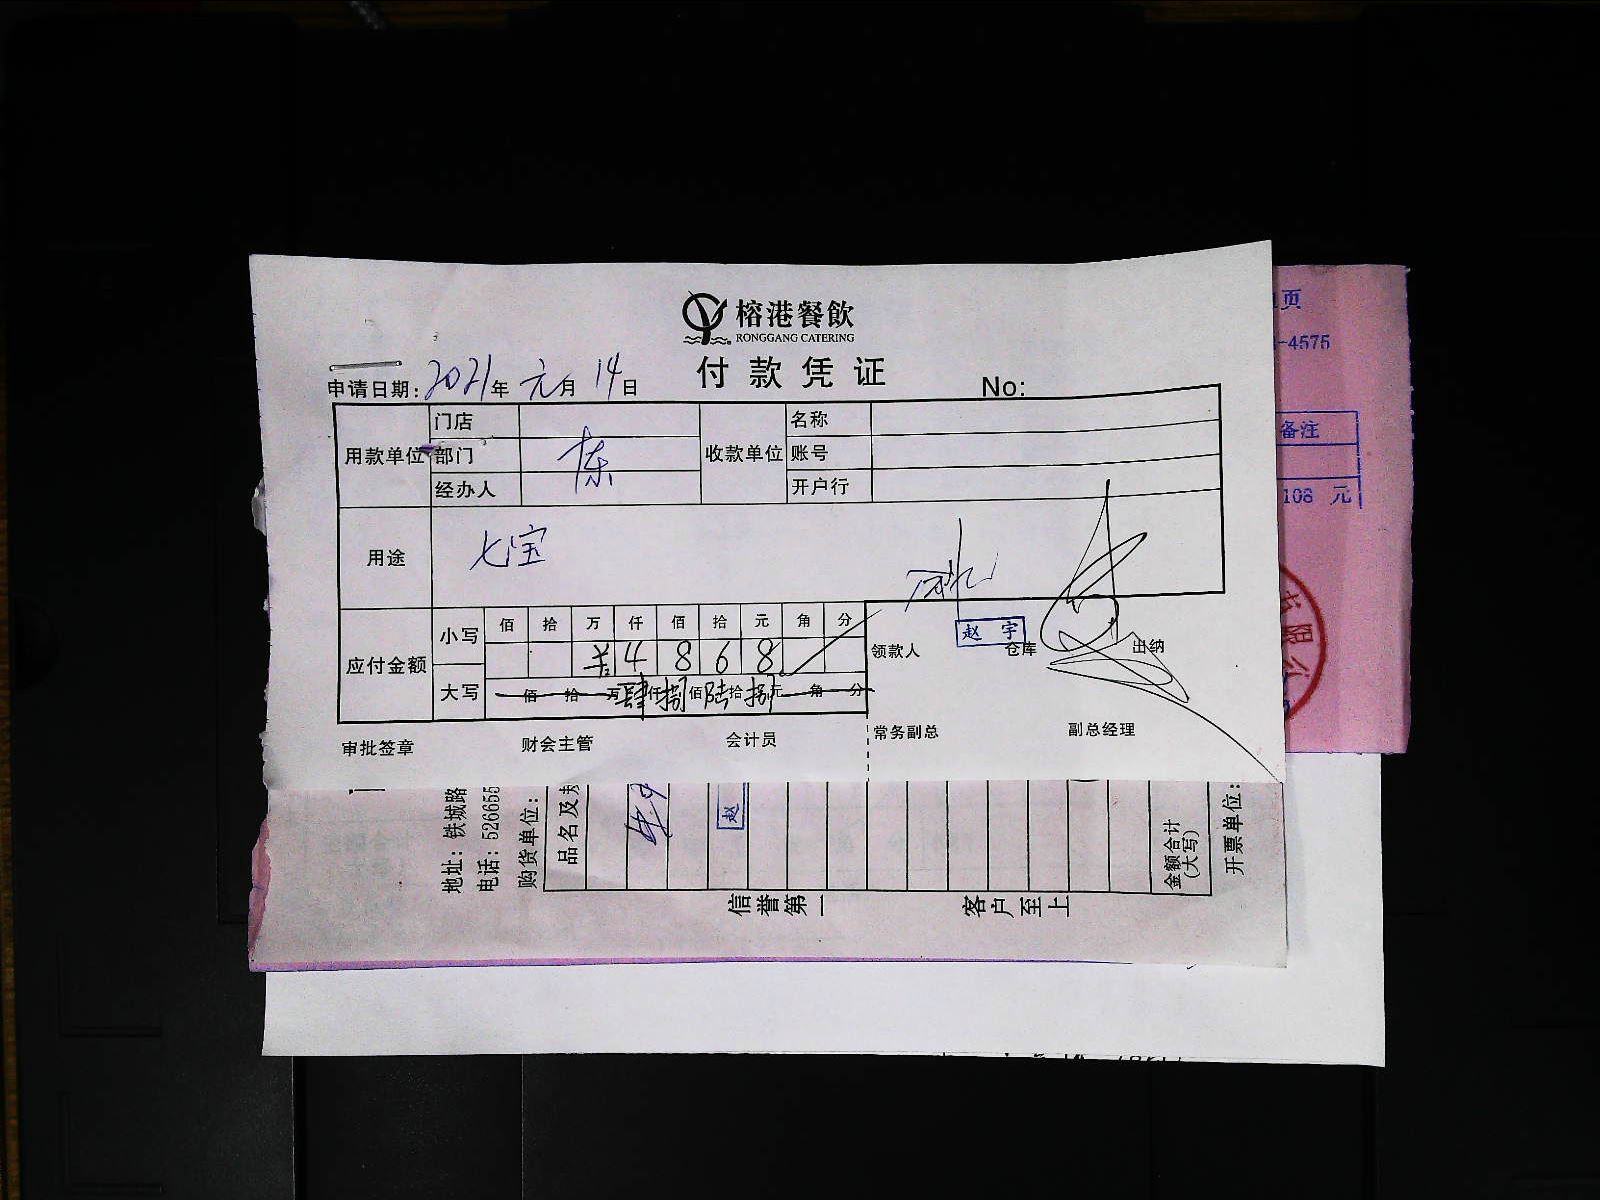 榕港餐飲
RONGGANG CATERING
付款凭证
申请日期: 2021年元月14日 No:
用款单位 门店 部门 经办人 栋
收款单位 名称 账号 开户行
用途 七宝
应付金额 小写 佰 拾 万 仟 佰 拾 元 角 分
4 8 6 8
大写 佰 拾 万肆仟捌佰陆拾捌元 角 分
领款人 赵宇 仓库 出纳
审批签章 财会主管 会计员 常务副总 副总经理
页
-4575
备注
108 元
限公
地址: 铁城路
电话: 526655
购货单位:
品名及规
赵
金额合计
(大写)
开票单位:
信誉第一 客户至上